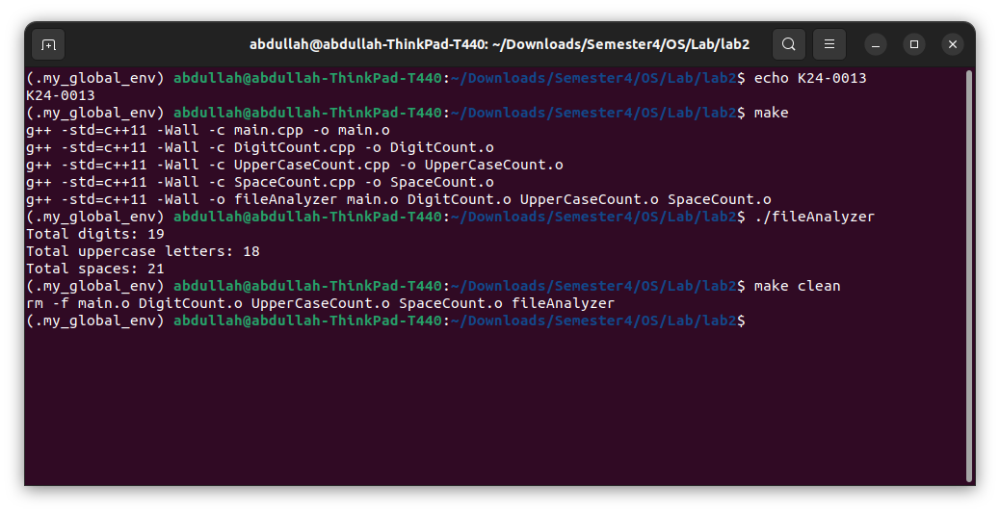 abdullah@abdullah-ThinkPad-T440: ~/Downloads/Semester4/OS/Lab/lab2
(.my_global_env) abdullah@abdullah-ThinkPad-T440:~/Downloads/Semester4/OS/Lab/lab2$ echo K24-0013
K24-0013
(.my_global_env) abdullah@abdullah-ThinkPad-T440:~/Downloads/Semester4/OS/Lab/lab2$ make
g++ -std=c++11 -Wall -c main.cpp -o main.o
g++ -std=c++11 -Wall -c DigitCount.cpp -o DigitCount.o
g++ -std=c++11 -Wall -c UpperCaseCount.cpp -o UpperCaseCount.o
g++ -std=c++11 -Wall -c SpaceCount.cpp -o SpaceCount.o
g++ -std=c++11 -Wall -o fileAnalyzer main.o DigitCount.o UpperCaseCount.o SpaceCount.o
(.my_global_env) abdullah@abdullah-ThinkPad-T440:~/Downloads/Semester4/OS/Lab/lab2$ ./fileAnalyzer
Total digits: 19
Total uppercase letters: 18
Total spaces: 21
(.my_global_env) abdullah@abdullah-ThinkPad-T440:~/Downloads/Semester4/OS/Lab/lab2$ make clean
rm -f main.o DigitCount.o UpperCaseCount.o SpaceCount.o fileAnalyzer
(.my_global_env) abdullah@abdullah-ThinkPad-T440:~/Downloads/Semester4/OS/Lab/lab2$